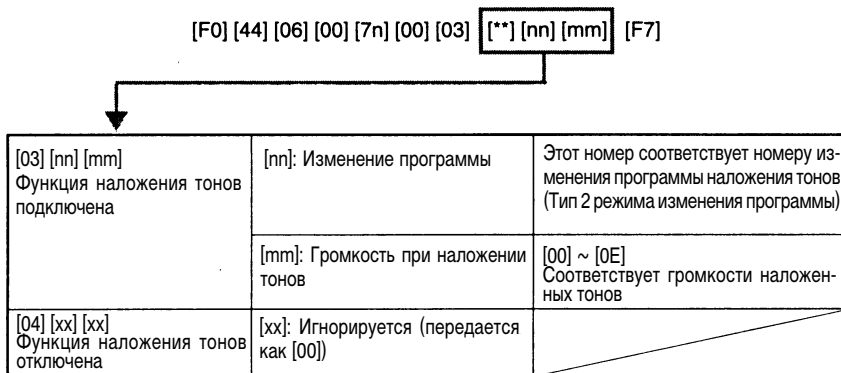 [F0] [44] [06] [00] [7n] [00] [03] [**] [nn] [mm] [F7]
[03] [nn] [mm]
Функция наложения тонов
подключена
[nn]: Изменение программы
Этот номер соответствует номеру из-
менения программы наложения тонов
(Тип 2 режима изменения программы)
[mm]: Громкость при наложении
тонов
[00] ~ [0E]
Соответствует громкости наложен-
ных тонов
[04] [xx] [xx]
Функция наложения тонов
отключена
[xx]: Игнорируется (передается
как [00])